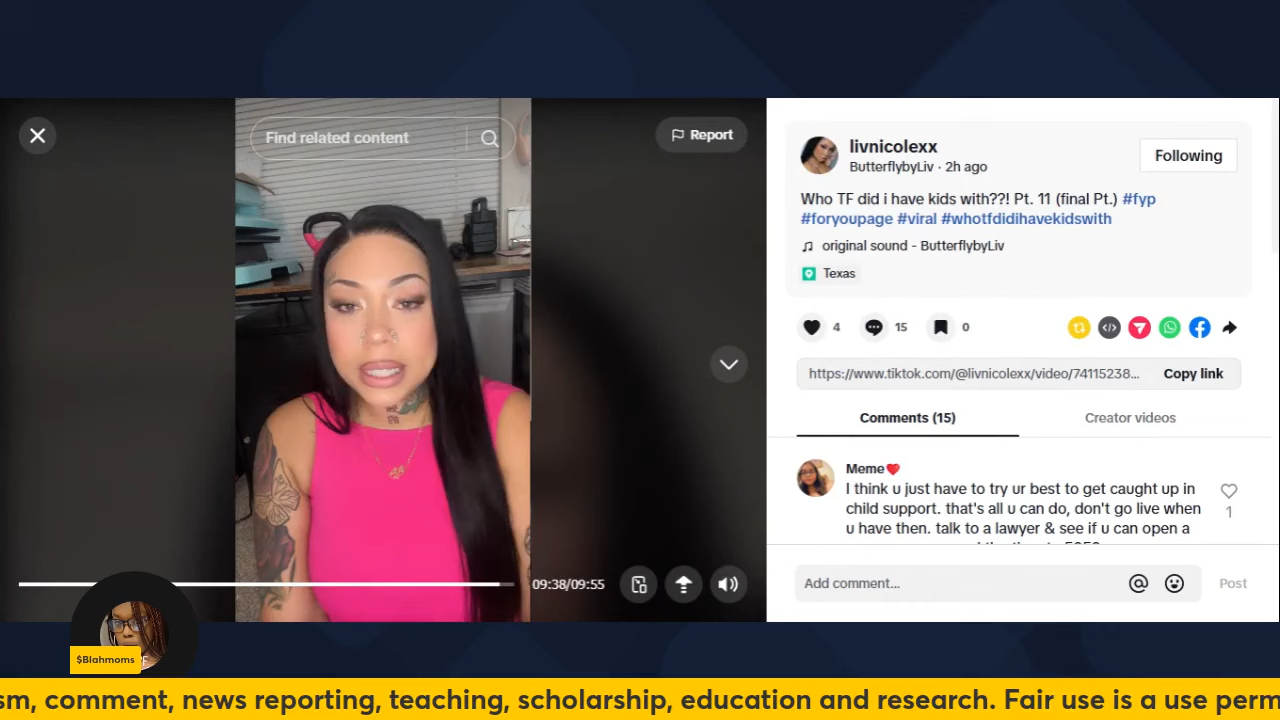 Find related content
Report
09:38/09:55
livnicolexx
ButterflybyLiv · 2h ago
Following
Who TF did i have kids with??! Pt. 11 (final Pt.) #fyp
#foryoupage #viral #whotfdidihavekidswith
original sound - ButterflybyLiv
Texas
4
15
0
https://www.tiktok.com/@livnicolexx/video/74115238...
Copy link
Comments (15)
Creator videos
Meme❤️
I think u just have to try ur best to get caught up in
child support. that's all u can do, don't go live when
u have then. talk to a lawyer & see if u can open a
1
Add comment...
Post
$Blahmoms
sm, comment, news reporting, teaching, scholarship, education and research. Fair use is a use perm